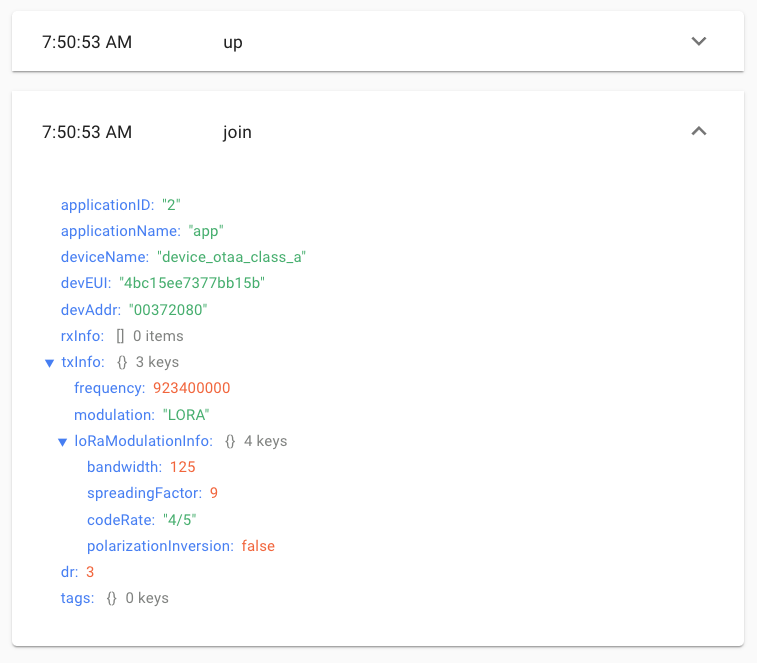 7:50:53 AM up
7:50:53 AM join
applicationID: "2"
applicationName: "app"
deviceName: "device_otaa_class_a"
devEUI: "4bc15ee7377bb15b"
devAddr: "00372080"
rxInfo: [] 0 items
txInfo: {} 3 keys
frequency: 923400000
modulation: "LORA"
loRaModulationInfo: {} 4 keys
bandwidth: 125
spreadingFactor: 9
codeRate: "4/5"
polarizationInversion: false
dr: 3
tags: {} 0 keys